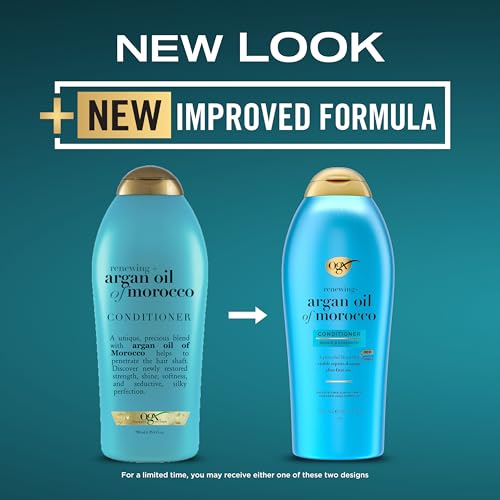 NEW LOOK
+ NEW IMPROVED FORMULA
renewing +
argan oil
of morocco
CONDITIONER
A unique, precious blend
with argan oil of
Morocco helps to
penetrate the hair shaft.
Discover newly restored
strength, shine, softness,
and seductive, silky
perfection.
ogx
ogx
renewing+
argan oil
of morocco
CONDITIONER
For a limited time, you may receive either one of these two designs